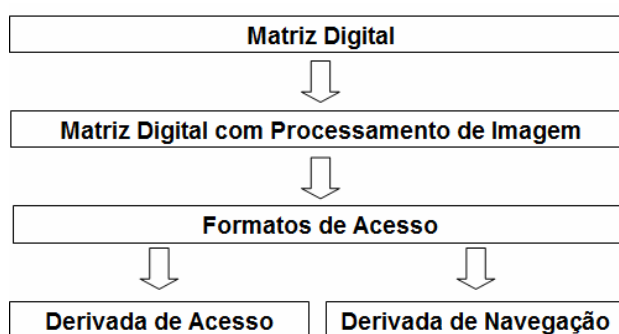 Matriz Digital
Matriz Digital com Processamento de Imagem
Formatos de Acesso
Derivada de Acesso
Derivada de Navegação